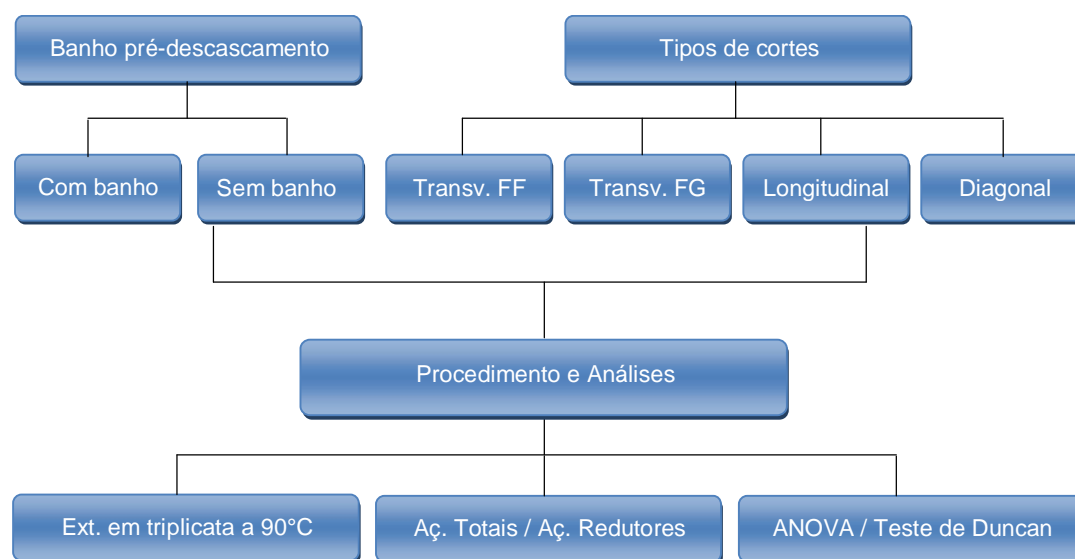 Banho pré-descascamento
Tipos de cortes
Com banho
Sem banho
Transv. FF
Transv. FG
Longitudinal
Diagonal
Procedimento e Análises
Ext. em triplicata a 90°C
Aç. Totais / Aç. Redutores
ANOVA / Teste de Duncan